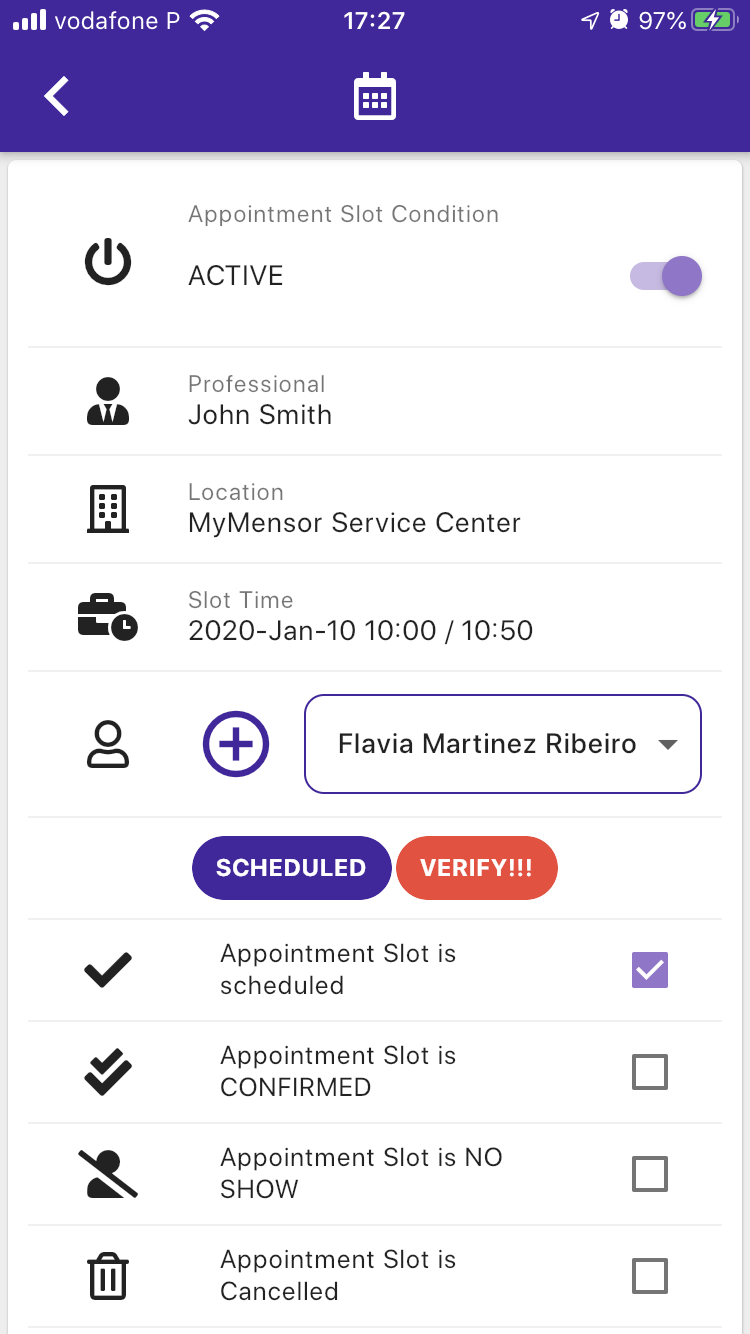 vodafone P 17:27 97%
Appointment Slot Condition
ACTIVE
Professional
John Smith
Location
MyMensor Service Center
Slot Time
2020-Jan-10 10:00 / 10:50
Flavia Martinez Ribeiro
SCHEDULED VERIFY!!!
Appointment Slot is
scheduled
Appointment Slot is
CONFIRMED
Appointment Slot is NO
SHOW
Appointment Slot is
Cancelled